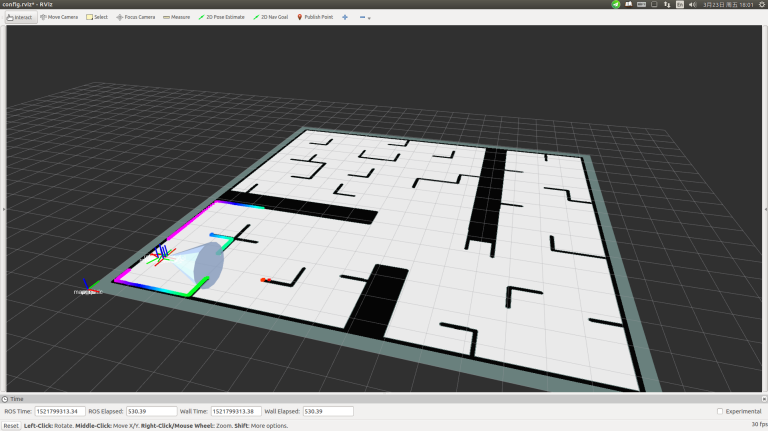 config.rviz* - RViz
En 3月23日 周五 18:01
Interact Move Camera Select Focus Camera Measure 2D Pose Estimate 2D Nav Goal Publish Point
Time
ROS Time: 1521799313.34 ROS Elapsed: 530.39 Wall Time: 1521799313.38 Wall Elapsed: 530.39 Experimental
Reset Left-Click: Rotate. Middle-Click: Move X/Y. Right-Click/Mouse Wheel: Zoom. Shift: More options. 30 fps